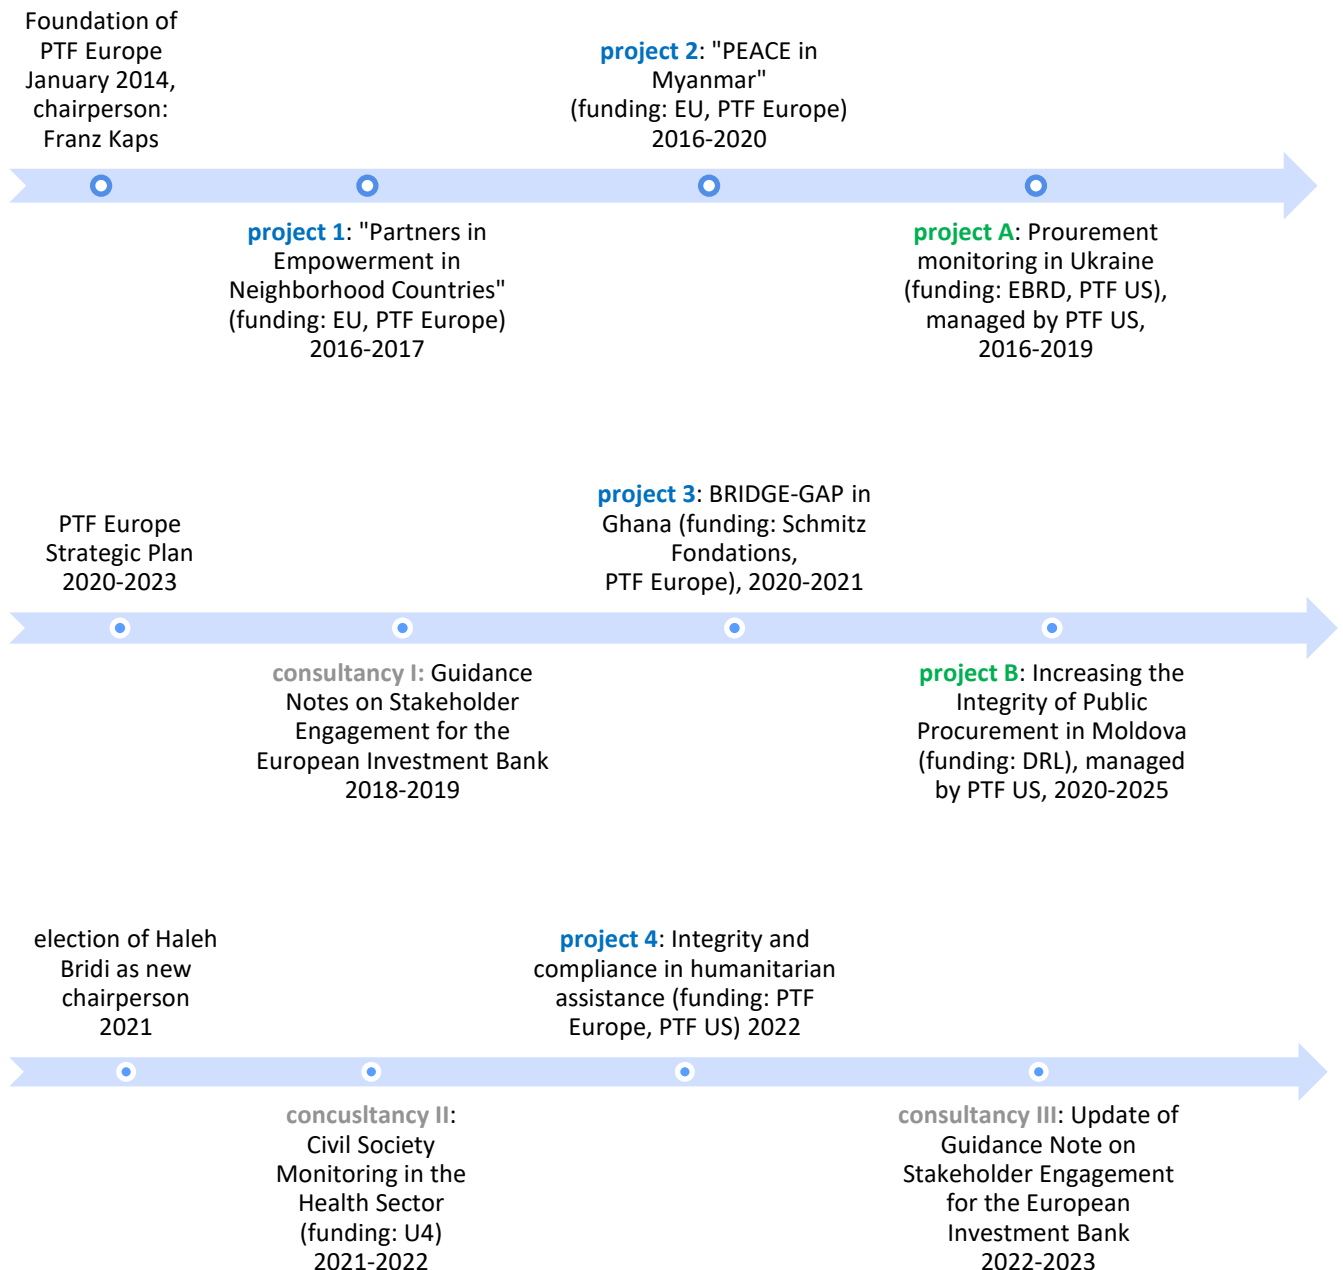 Foundation of
PTF Europe
January 2014,
chairperson:
Franz Kaps
project 2: "PEACE in
Myanmar"
(funding: EU, PTF Europe)
2016-2020
project 1: "Partners in
Empowerment in
Neighborhood Countries"
(funding: EU, PTF Europe)
2016-2017
project A: Prourement
monitoring in Ukraine
(funding: EBRD, PTF US),
managed by PTF US,
2016-2019
PTF Europe
Strategic Plan
2020-2023
project 3: BRIDGE-GAP in
Ghana (funding: Schmitz
Fondations,
PTF Europe), 2020-2021
consultancy I: Guidance
Notes on Stakeholder
Engagement for the
European Investment Bank
2018-2019
project B: Increasing the
Integrity of Public
Procurement in Moldova
(funding: DRL), managed
by PTF US, 2020-2025
election of Haleh
Bridi as new
chairperson
2021
project 4: Integrity and
compliance in humanitarian
assistance (funding: PTF
Europe, PTF US) 2022
concusltancy II:
Civil Society
Monitoring in the
Health Sector
(funding: U4)
2021-2022
consultancy III: Update of
Guidance Note on
Stakeholder Engagement
for the European
Investment Bank
2022-2023